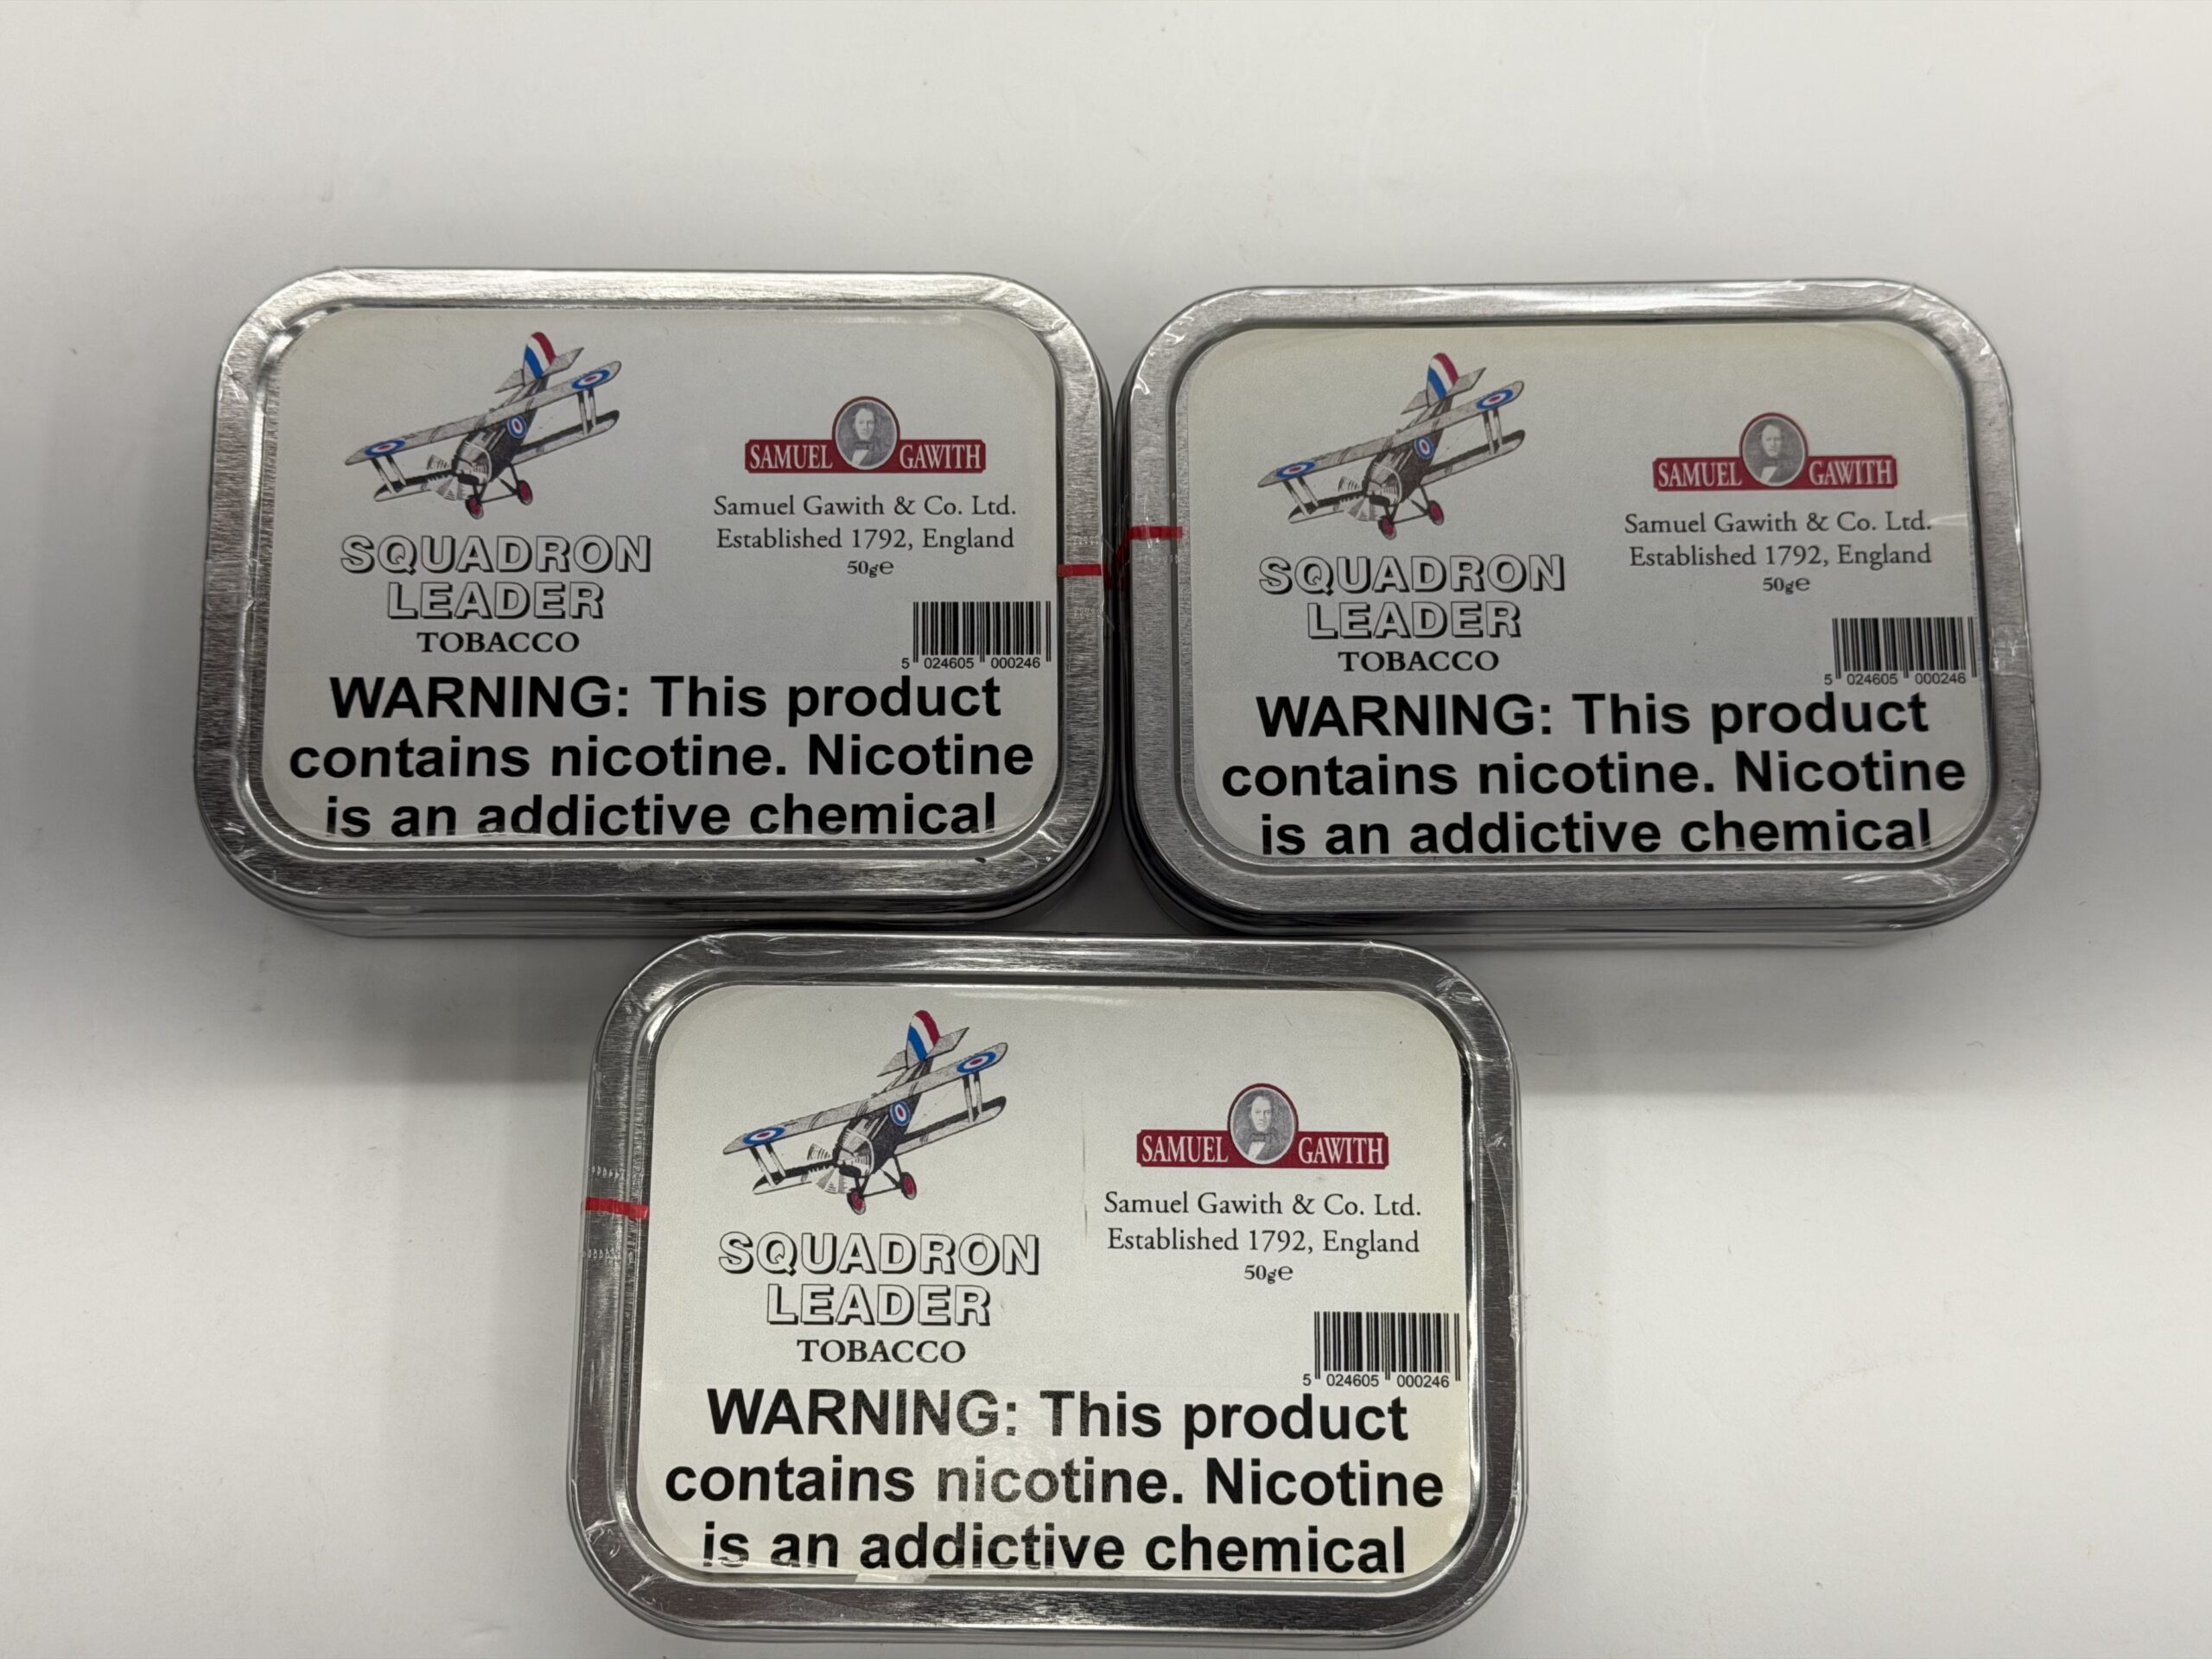 SAMUEL GAWITH
Samuel Gawith & Co. Ltd.
Established 1792, England
50g℮
SQUADRON
LEADER
TOBACCO
5 024605 000246
WARNING: This product
contains nicotine. Nicotine
is an addictive chemical
SAMUEL GAWITH
Samuel Gawith & Co. Ltd.
Established 1792, England
50g℮
SQUADRON
LEADER
TOBACCO
5 024605 000246
WARNING: This product
contains nicotine. Nicotine
is an addictive chemical
SAMUEL GAWITH
Samuel Gawith & Co. Ltd.
Established 1792, England
50g℮
SQUADRON
LEADER
TOBACCO
5 024605 000246
WARNING: This product
contains nicotine. Nicotine
is an addictive chemical